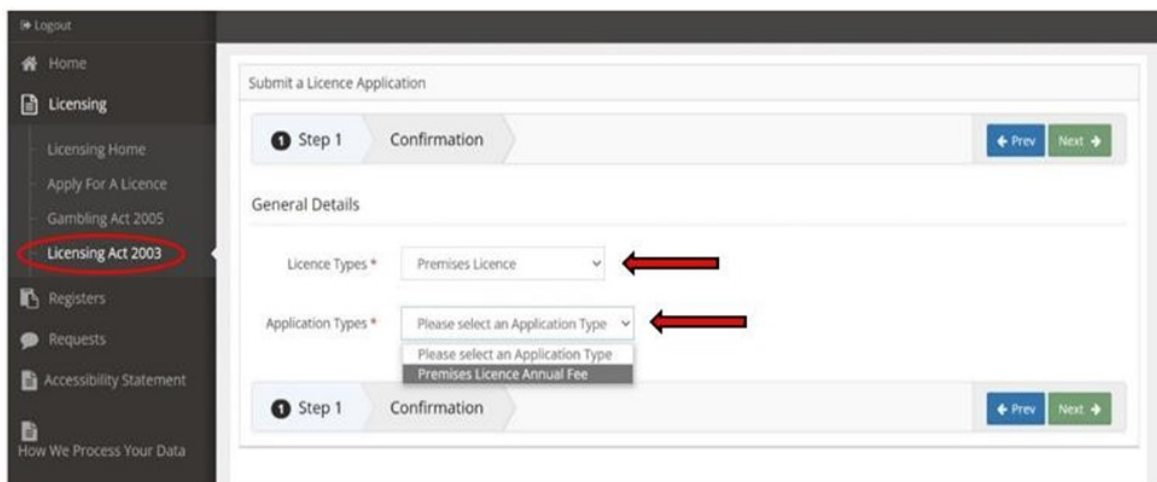 Logout
Home
Licensing
Licensing Home
Apply For A Licence
Gambling Act 2005
Licensing Act 2003
Registers
Requests
Accessibility Statement
How We Process Your Data
Submit a Licence Application
1 Step 1 Confirmation Prev Next
General Details
Licence Types * Premises Licence
Application Types * Please select an Application Type
Please select an Application Type
Premises Licence Annual Fee
1 Step 1 Confirmation Prev Next